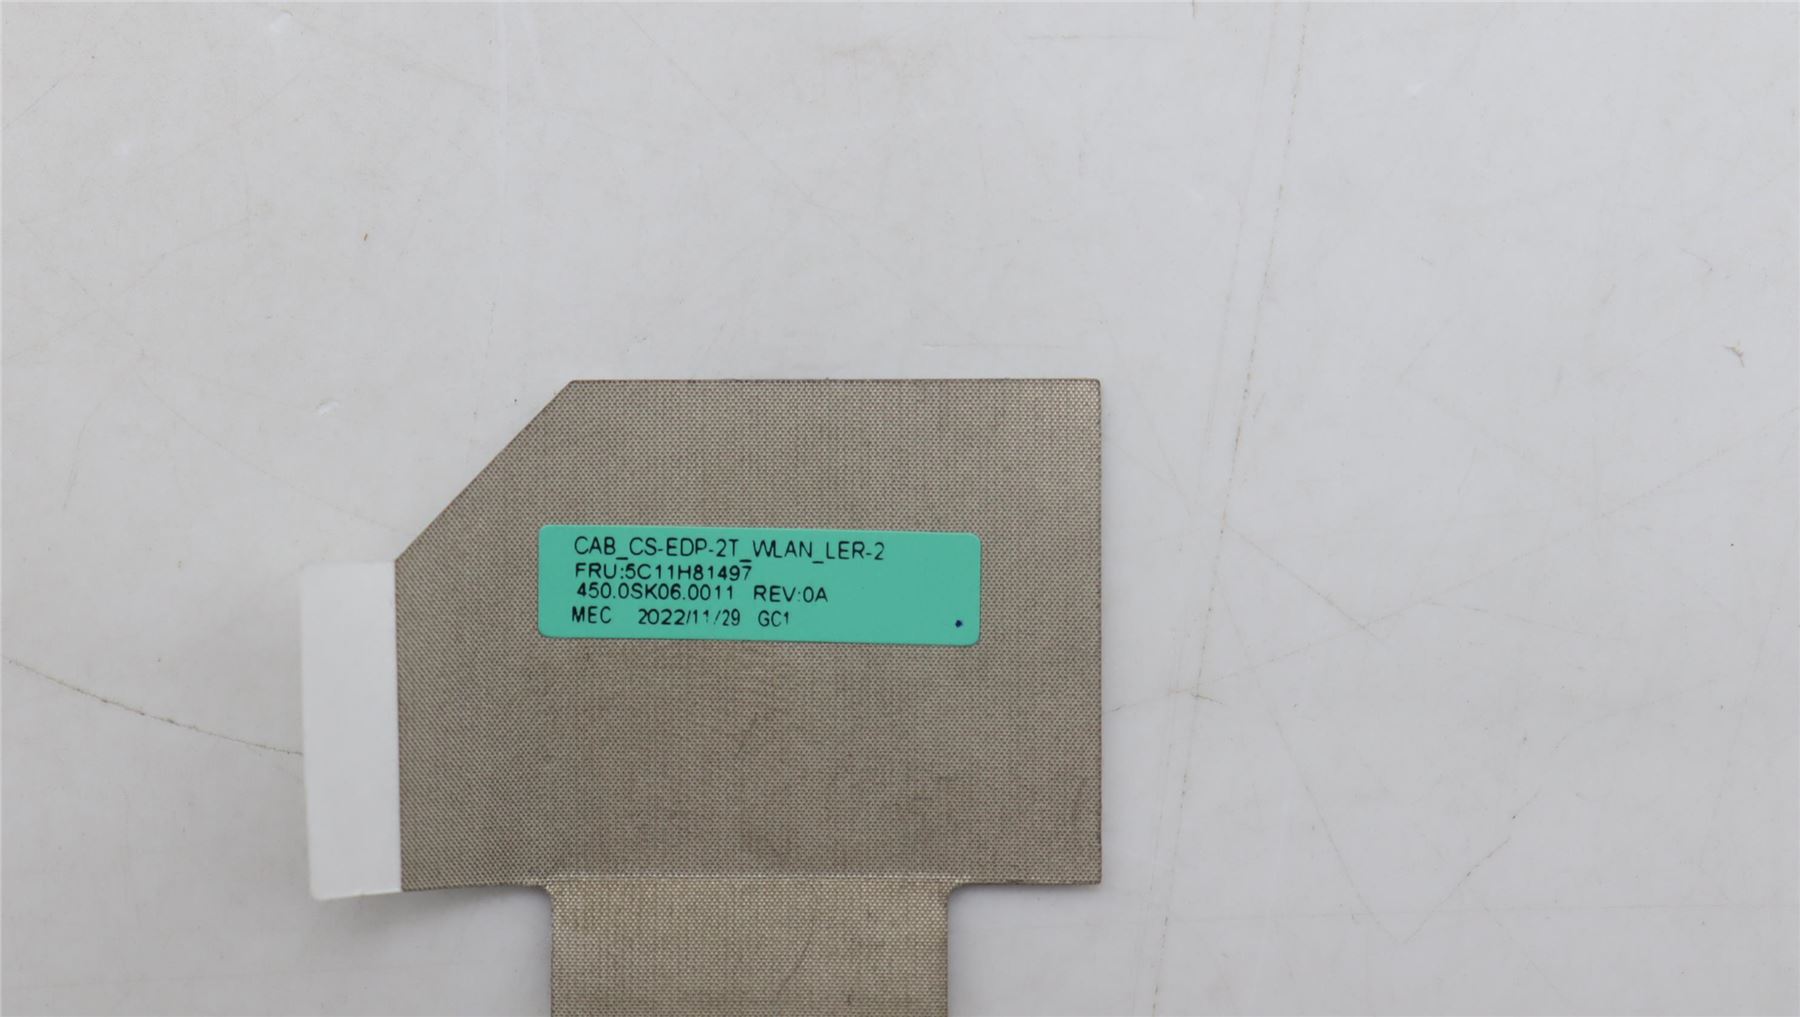 CAB_CS-EDP-2T_WLAN_LER-2
FRU:5C11H81497
450.0SK06.0011 REV:0A
MEC 2022/11/29 GC1